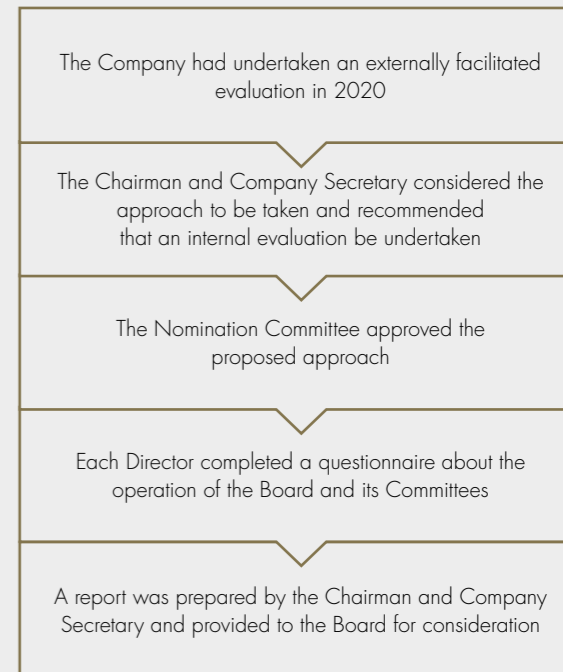 The Company had undertaken an externally facilitated
evaluation in 2020
The Chairman and Company Secretary considered the
approach to be taken and recommended
that an internal evaluation be undertaken
The Nomination Committee approved the
proposed approach
Each Director completed a questionnaire about the
operation of the Board and its Committees
A report was prepared by the Chairman and Company
Secretary and provided to the Board for consideration